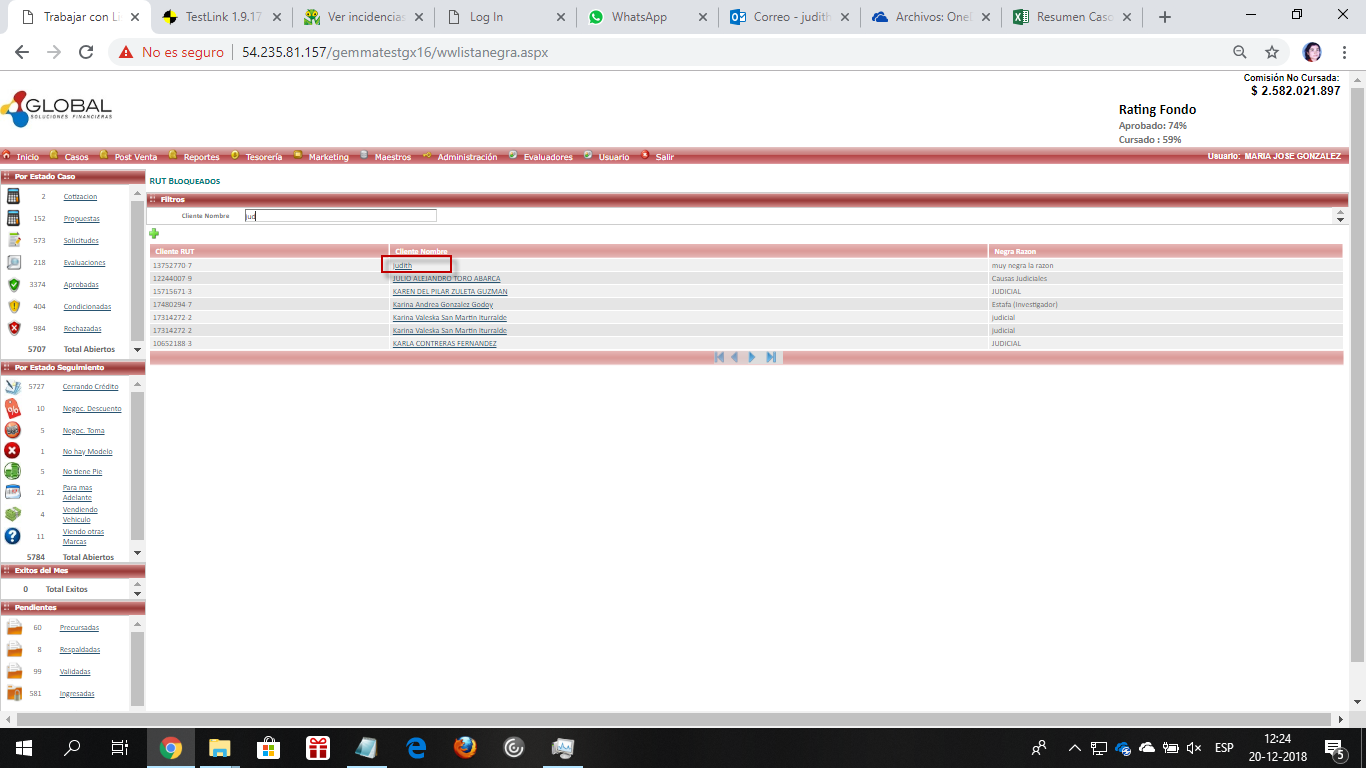 Trabajar con Li
TestLink 1.9.17
Ver incidencias
Log In
WhatsApp
Correo - judith
Archivos: One
Resumen Caso
No es seguro
54.235.81.157/gemmatestgx16/wwlistanegra.aspx
GLOBAL
SOLUCIONES FINANCIERAS
Comisión No Cursada:
$ 2.582.021.897
Rating Fondo
Aprobado: 74%
Cursado : 59%
Inicio Casos Post Venta Reportes Tesorería Marketing Maestros Administración Evaluadores Usuario Salir
Usuario: MARIA JOSE GONZALEZ
Por Estado Caso
2 Cotizacion
152 Propuestas
573 Solicitudes
218 Evaluaciones
3374 Aprobadas
404 Condicionadas
984 Rechazadas
5707 Total Abiertos
Por Estado Seguimiento
5727 Cerrando Crédito
10 Negoc. Descuento
5 Negoc. Toma
1 No hay Modelo
5 No tiene Pie
21 Para mas
Adelante
4 Vendiendo
Vehiculo
11 Viendo otras
Marcas
5784 Total Abiertos
Exitos del Mes
0 Total Exitos
Pendientes
60 Precursadas
8 Respaldadas
99 Validadas
581 Ingresadas
RUT BLOQUEADOS
Filtros
Cliente Nombre jud
Cliente RUT Cliente Nombre Negra Razon
13752770-7 judith muy negra la razon
12244007-9 JULIO ALEJANDRO TORO ABARCA Causas Judiciales
15715671-3 KAREN DEL PILAR ZULETA GUZMAN JUDICIAL
17480294-7 Karina Andrea Gonzalez Godoy Estafa (Investigador)
17314272-2 Karina Valeska San Martin Iturralde judicial
17314272-2 Karina Valeska San Martin Iturralde judicial
10652188-3 KARLA CONTRERAS FERNANDEZ JUDICIAL
ESP
12:24
20-12-2018
5